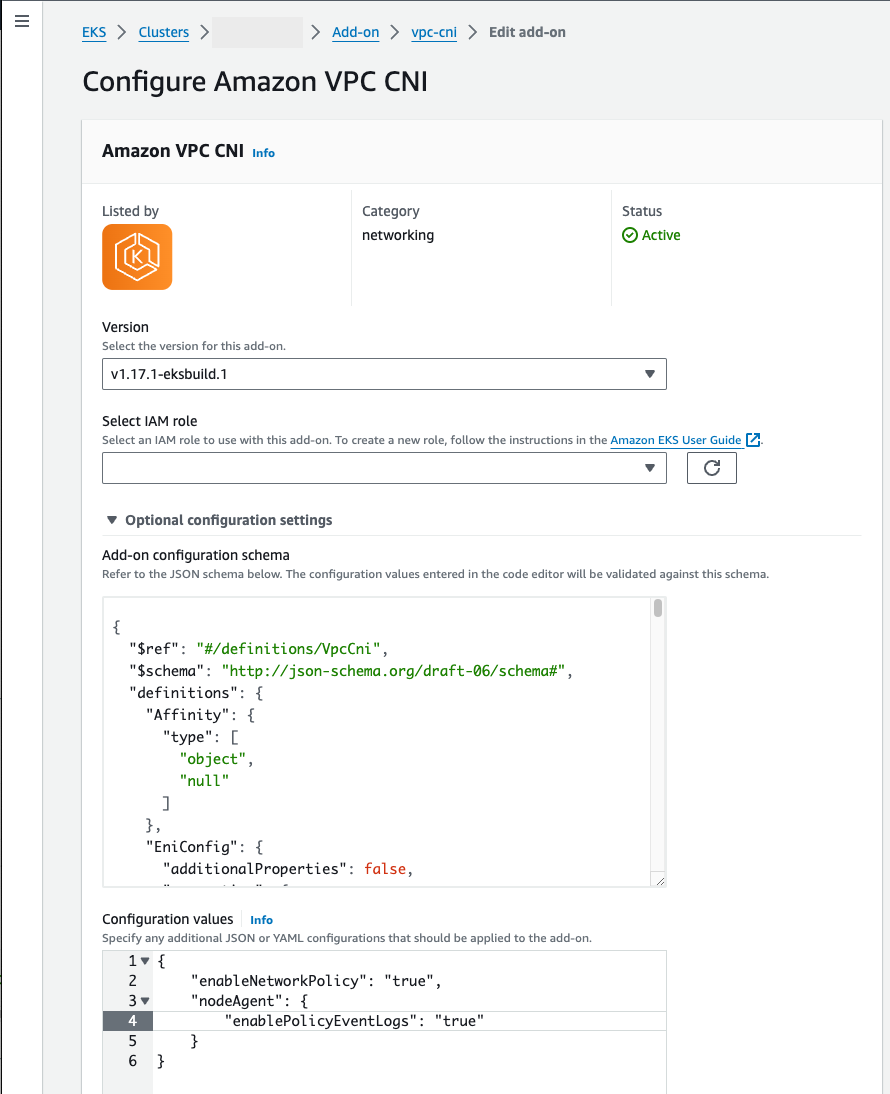 EKS > Clusters > > Add-on > vpc-cni > Edit add-on
Configure Amazon VPC CNI
Amazon VPC CNI Info
Listed by
Category
Status
K
networking
Active
Version
Select the version for this add-on.
v1.17.1-eksbuild.1
Select IAM role
Select an IAM role to use with this add-on. To create a new role, follow the instructions in the Amazon EKS User Guide .
Optional configuration settings
Add-on configuration schema
Refer to the JSON schema below. The configuration values entered in the code editor will be validated against this schema.
{
"$ref": "#/definitions/VpcCni",
"$schema": "http://json-schema.org/draft-06/schema#",
"definitions": {
"Affinity": {
"type": [
"object",
"null"
]
},
"EniConfig": {
"additionalProperties": false,
Configuration values Info
Specify any additional JSON or YAML configurations that should be applied to the add-on.
1 {
2 "enableNetworkPolicy": "true",
3 "nodeAgent": {
4 "enablePolicyEventLogs": "true"
5 }
6 }